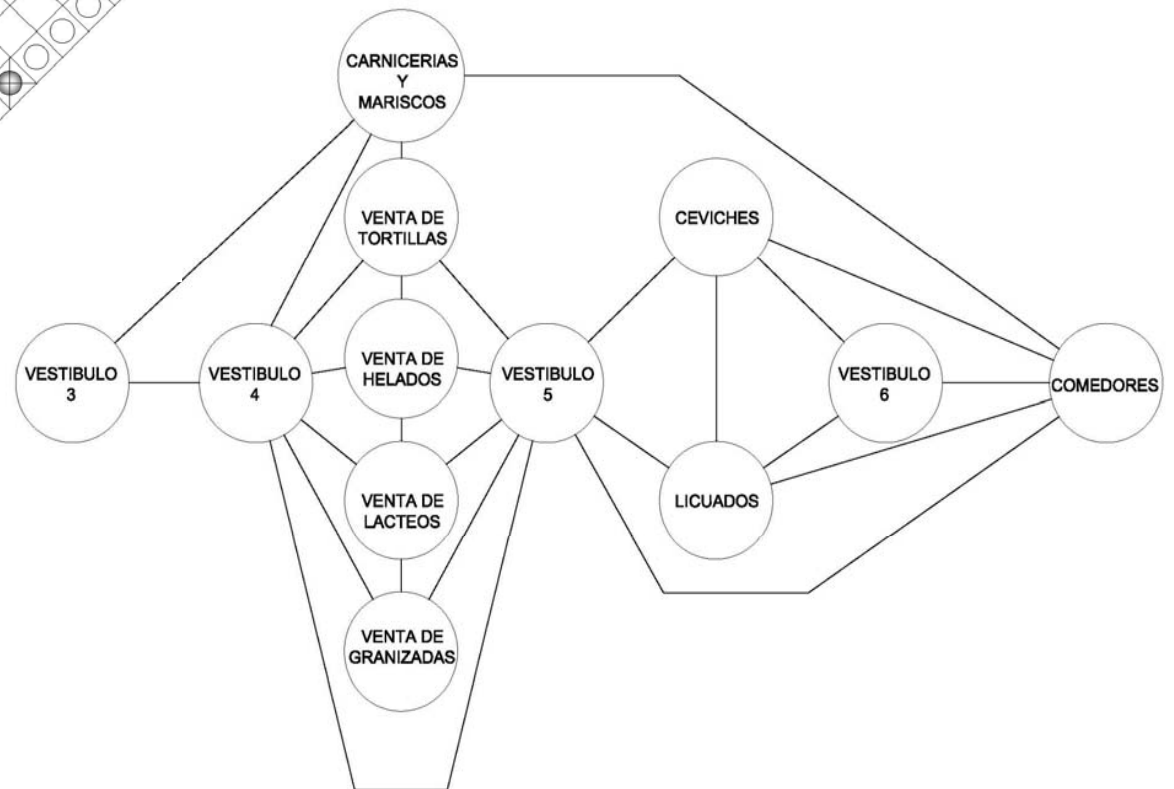 CARNICERIAS
Y
MARISCOS
VENTA DE
TORTILLAS
CEVICHES
VESTIBULO
3
VESTIBULO
4
VENTA DE
HELADOS
VESTIBULO
5
VESTIBULO
6
COMEDORES
VENTA DE
LACTEOS
LICUADOS
VENTA DE
GRANIZADAS